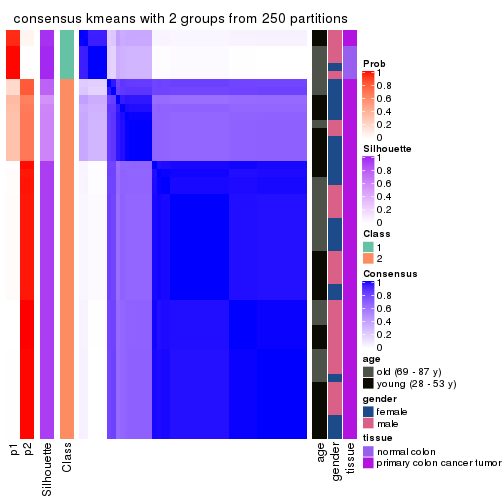 consensus kmeans with 2 groups from 250 partitions
Prob
1
0.8
0.6
0.4
0.2
0
Silhouette
1
0.8
0.6
0.4
0.2
0
Class
1
2
Consensus
1
0.8
0.6
0.4
0.2
0
age
old (69 - 87 y)
young (28 - 53 y)
gender
female
male
tissue
normal colon
primary colon cancer tumor
p1
p2
Silhouette
Class
age
gender
tissue